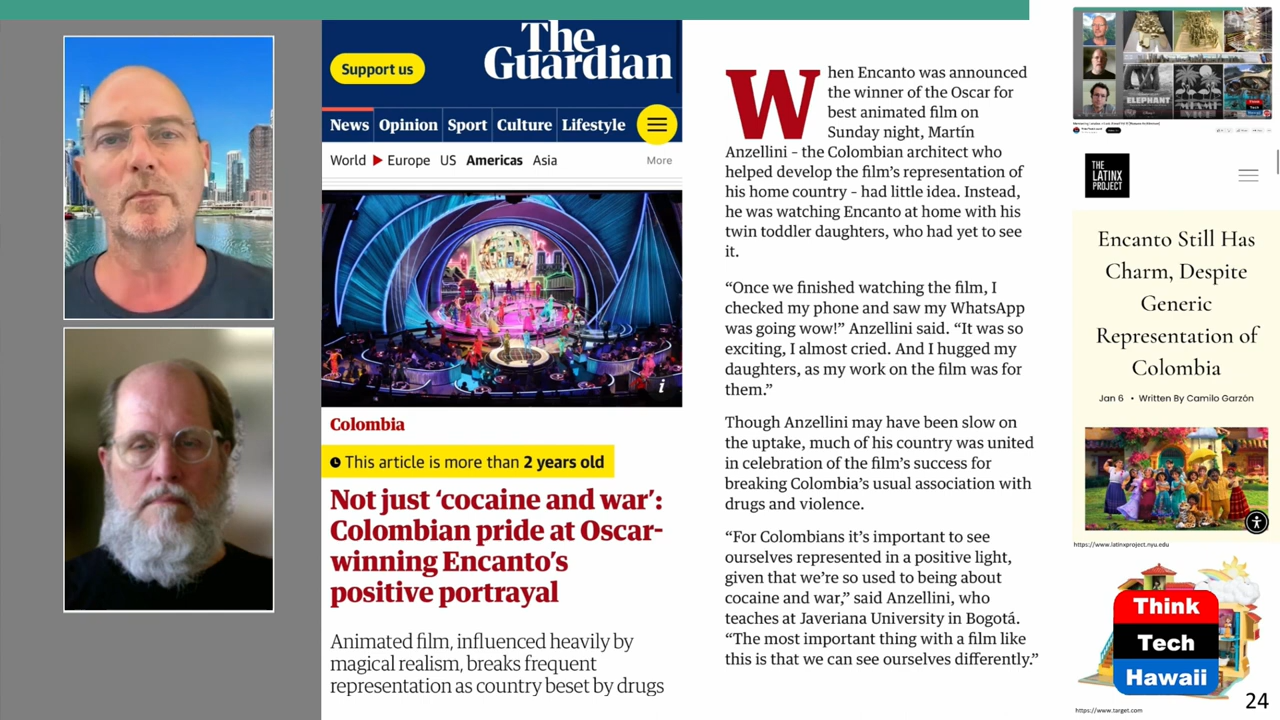 The
Guardian
Support us
News
Opinion
Sport
Culture
Lifestyle
World
Europe
US
Americas
Asia
More
i
Colombia
This article is more than 2 years old
Not just ‘cocaine and war’:
Colombian pride at Oscar-
winning Encanto’s
positive portrayal
Animated film, influenced heavily by
magical realism, breaks frequent
representation as country beset by drugs
When Encanto was announced
the winner of the Oscar for
best animated film on
Sunday night, Martín
Anzellini – the Colombian architect who
helped develop the film’s representation of
his home country – had little idea. Instead,
he was watching Encanto at home with his
twin toddler daughters, who had yet to see
it.
“Once we finished watching the film, I
checked my phone and saw my WhatsApp
was going wow!” Anzellini said. “It was so
exciting, I almost cried. And I hugged my
daughters, as my work on the film was for
them.”
Though Anzellini may have been slow on
the uptake, much of his country was united
in celebration of the film’s success for
breaking Colombia’s usual association with
drugs and violence.
“For Colombians it’s important to see
ourselves represented in a positive light,
given that we’re so used to being about
cocaine and war,” said Anzellini, who
teaches at Javeriana University in Bogotá.
“The most important thing with a film like
this is that we can see ourselves differently.”
ELEPHANT
THE
LATINX
PROJECT
Encanto Still Has
Charm, Despite
Generic
Representation of
Colombia
Jan 6 • Written By Camilo Garzón
https://www.latinxproject.nyu.edu
Think
Tech
Hawaii
https://www.target.com
24